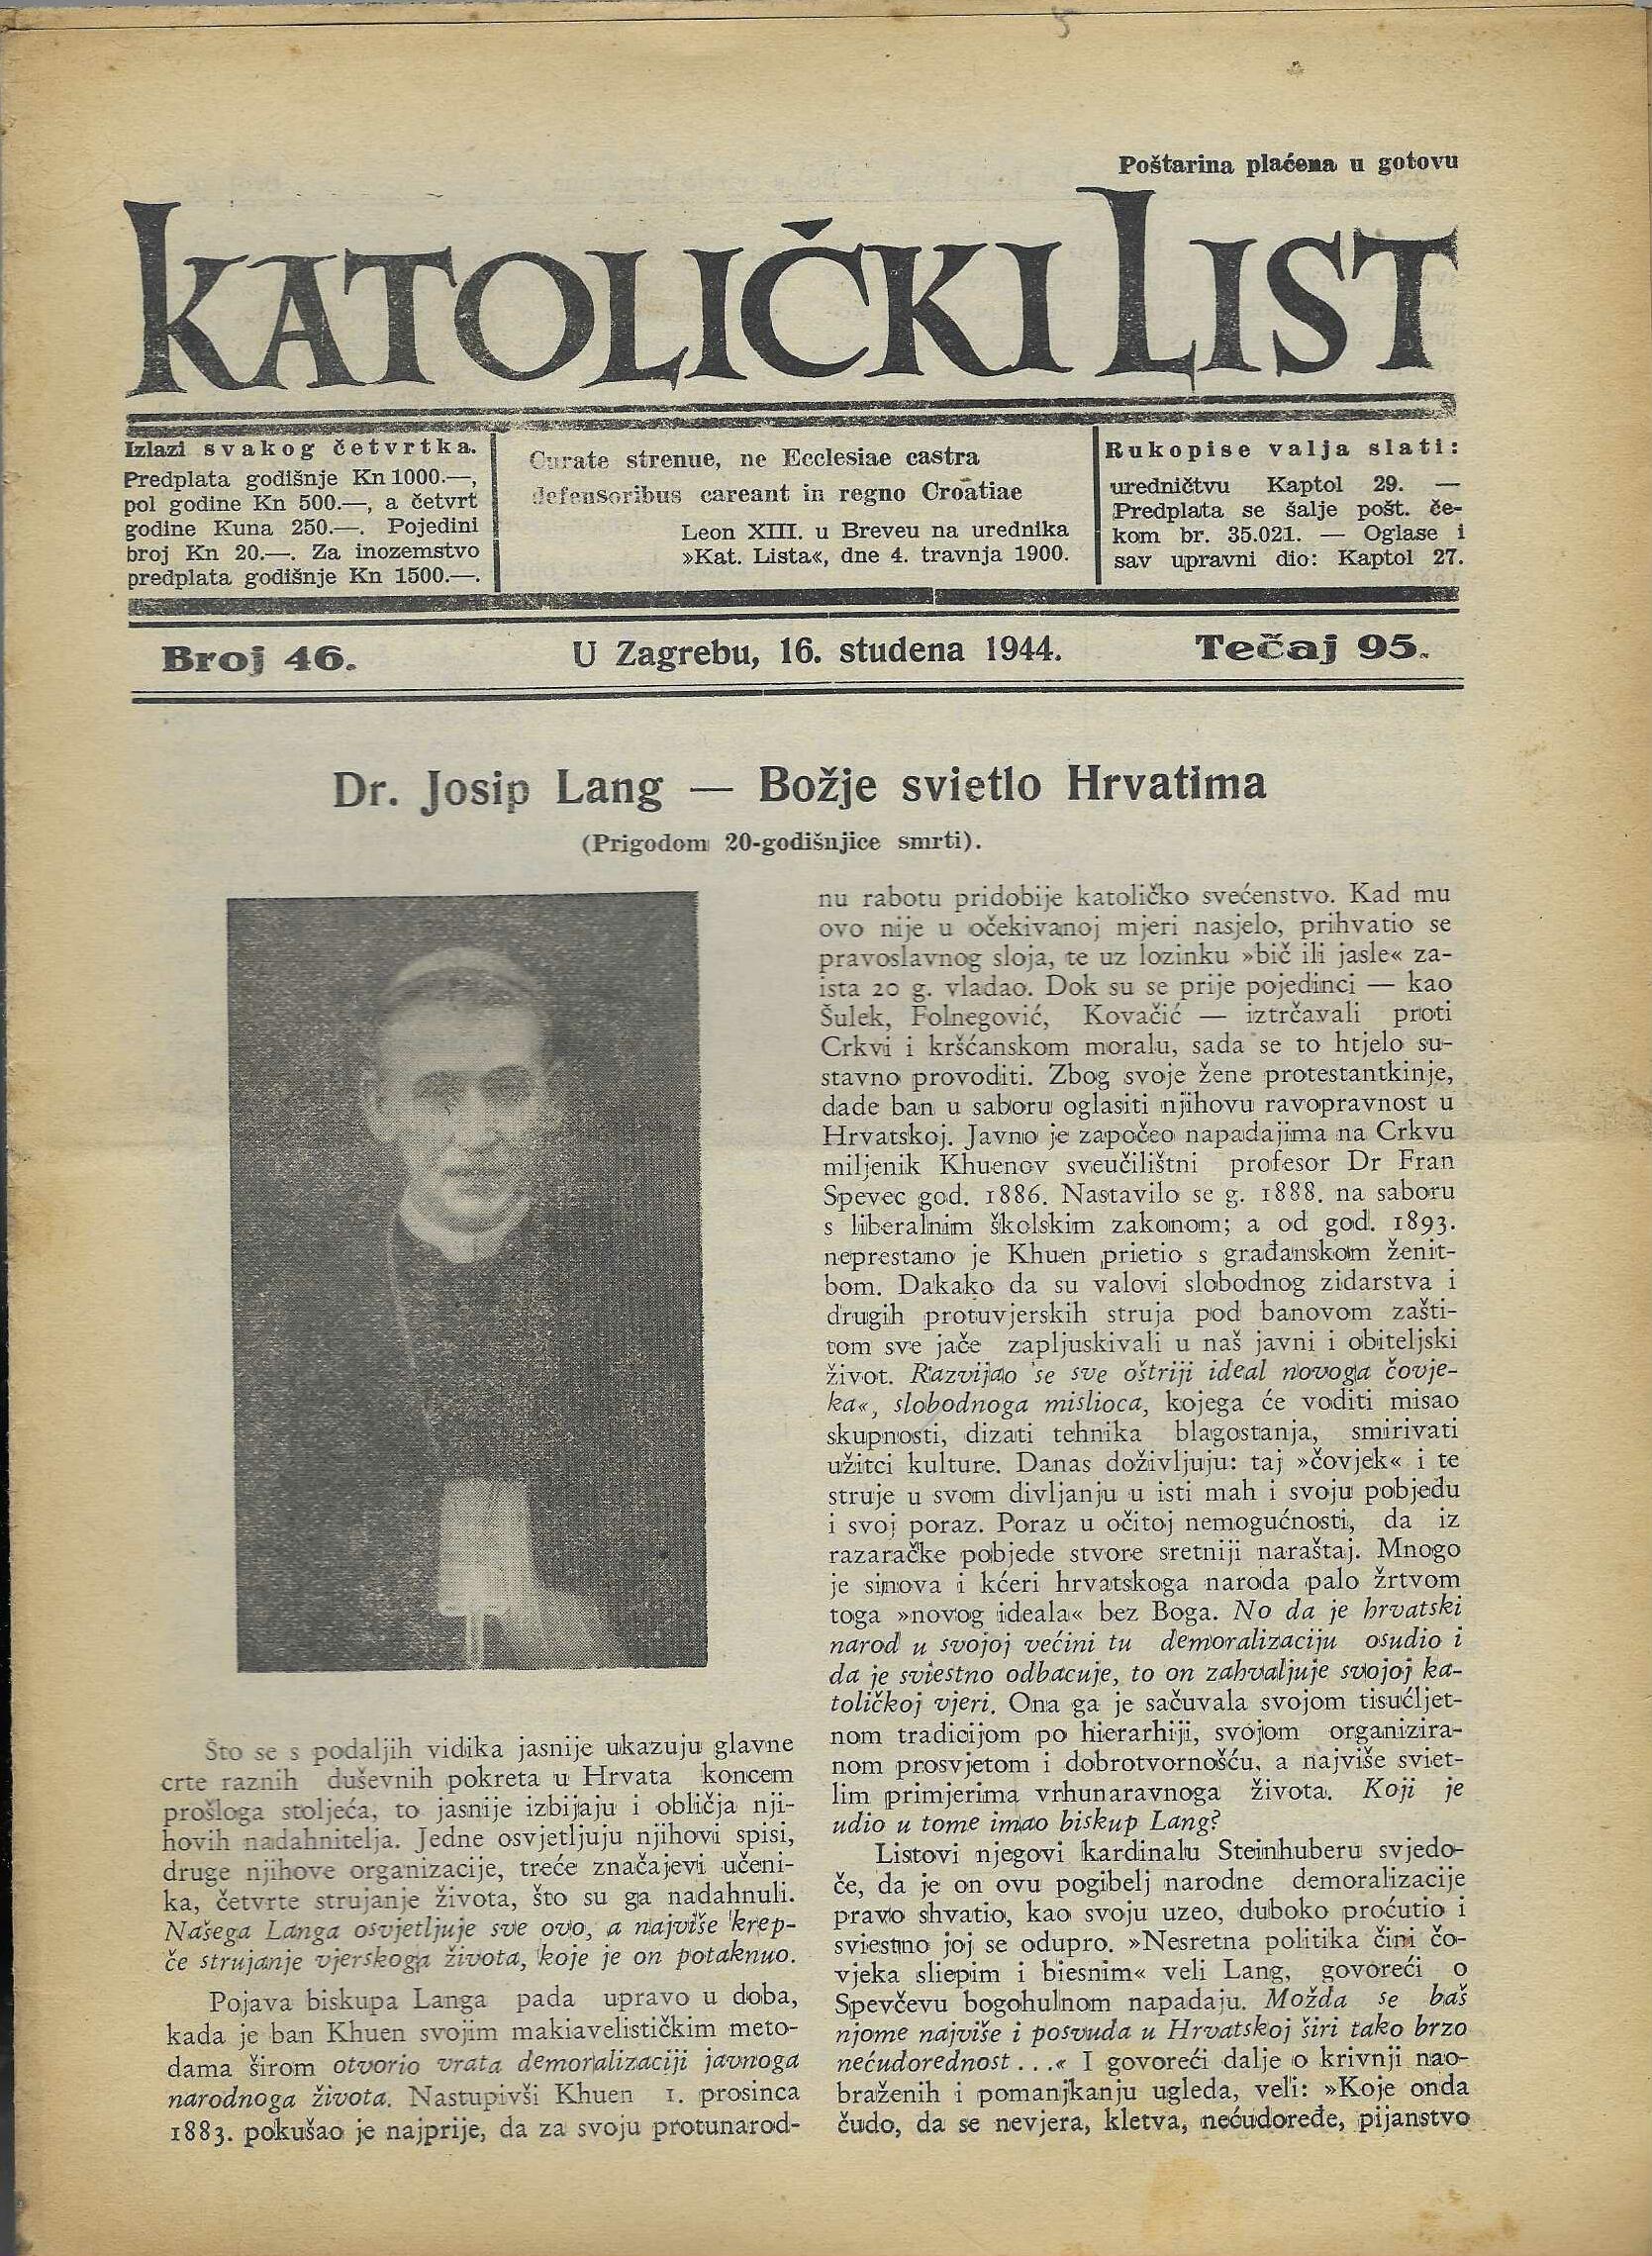 Poštarina plaćena u gotovu
KATOLIČKI LIST
Izlazi svakog četvrtka.
Predplata godišnje Kn 1000.—,
pol godine Kn 500.—, a četvrt
godine Kuna 250.—. Pojedini
broj Kn 20.—. Za inozemstvo
predplata godišnje Kn 1500.—.
Curate strenue, ne Ecclesiae castra
defensoribus careant in regno Croatiae
Leon XIII. u Breveu na urednika
»Kat. Lista«, dne 4. travnja 1900.
Rukopise valja slati:
uredničtvu Kaptol 29. —
Predplata se šalje pošt. če-
kom br. 35.021. — Oglase i
sav upravni dio: Kaptol 27.
Broj 46.
U Zagrebu, 16. studena 1944.
Tečaj 95.
Dr. Josip Lang — Božje svietlo Hrvatima
(Prigodom 20-godišnjice smrti).
Što se s podaljih vidika jasnije ukazuju glavne
crte raznih duševnih pokreta u Hrvata koncem
prošloga stoljeća, to jasnije izbijaju i obličja nji-
hovih nadahnitelja. Jedne osvjetljuju njihovi spisi,
druge njihove organizacije, treće značajevi učeni-
ka, četvrte strujanje života, što su ga nadahnuli.
Našega Langa osvjetljuje sve ovo, a najviše krep-
če strujanje vjerskoga života, koje je on potaknuo.
Pojava biskupa Langa pada upravo u doba,
kada je ban Khuen svojim makiavelističkim meto-
dama širom otvorio vrata demoralizaciji javnoga
narodnoga života. Nastupivši Khuen 1. prosinca
1883. pokušao je najprije, da za svoju protunarod-
nu rabotu pridobije katoličko svećenstvo. Kad mu
ovo nije u očekivanoj mjeri nasjelo, prihvatio se
pravoslavnog sloja, te uz lozinku »bič ili jasle« za-
ista 20 g. vladao. Dok su se prije pojedinci — kao
Šulek, Folnegović, Kovačić — iztrčavali proti
Crkvi i kršćanskom moralu, sada se to htjelo su-
stavno provoditi. Zbog svoje žene protestantkinje,
dade ban u saboru oglasiti njihovu ravopravnost u
Hrvatskoj. Javno je započeo napadajima na Crkvu
miljenik Khuenov sveučilištni profesor Dr Fran
Spevec god. 1886. Nastavilo se g. 1888. na saboru
s liberalnim školskim zakonom; a od god. 1893.
neprestano je Khuen prietio s građanskom ženit-
bom. Dakako da su valovi slobodnog zidarstva i
drugih protuvjerskih struja pod banovom zašti-
tom sve jače zapljuskivali u naš javni i obiteljski
život. Razvijao se sve oštriji ideal novoga čovje-
ka«, slobodnoga mislioca, kojega će voditi misao
skupnosti, dizati tehnika blagostanja, smirivati
užitci kulture. Danas doživljuju: taj »čovjek« i te
struje u svom divljanju u isti mah i svoju pobjedu
i svoj poraz. Poraz u očitoj nemogućnosti, da iz
razaračke pobjede stvore sretniji naraštaj. Mnogo
je sinova i kćeri hrvatskoga naroda palo žrtvom
toga »novog ideala« bez Boga. No da je hrvatski
narod u svojoj većini tu demoralizaciju osudio i
da je sviestno odbacuje, to on zahvaljuje svojoj ka-
toličkoj vjeri. Ona ga je sačuvala svojom tisućljet-
nom tradicijom po hierarhiji, svojom organizira-
nom prosvjetom i dobrotvornošću, a najviše sviet-
lim primjerima vrhunaravnoga života. Koji je
udio u tome imao biskup Lang?
Listovi njegovi kardinalu Steinhuberu svjedo-
če, da je on ovu pogibelj narodne demoralizacije
pravo shvatio, kao svoju uzeo, duboko proćutio i
sviestno joj se odupro. »Nesretna politika čini čo-
vjeka sliepim i biesnim« veli Lang, govoreći o
Spevčevu bogohulnom napadaju. Možda se baš
njome najviše i posvuda u Hrvatskoj širi tako brzo
nećudorednost . . .« I govoreći dalje o krivnji nao-
braženih i pomanjkanju ugleda, veli: »Koje onda
čudo, da se nevjera, kletva, nećudoređe, pijanstvo